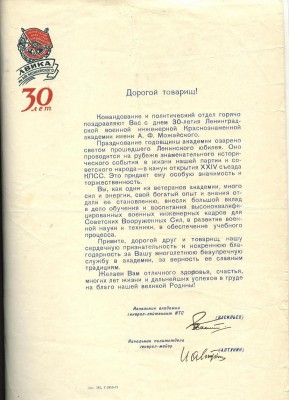 АВИКА
30
лет
Дорогой товарищ!
Командование и политический отдел горячо
поздравляют Вас с днем 30-летия Ленинград-
ской военной инженерной Краснознаменной
академии имени А. Ф. Можайского.
Празднование годовщины академии озарено
светом прошедшего Ленинского юбилея. Оно
проводится на рубеже знаменательного истори-
ческого события в жизни нашей партии и со-
ветского народа — в канун открытия XXIV съезда
КПСС. Это придает ему особую значимость и
торжественность.
Вы, как один из ветеранов академии, много
сил и энергии, свой богатый опыт и знания от-
дали ее становлению, внесли большой вклад
в дело обучения и воспитания высококвалифи-
цированных военных инженерных кадров для
Советских Вооруженных Сил, в развитие воен-
ной науки и техники, в обеспечение учебного
процесса.
Примите, дорогой друг и товарищ, нашу
сердечную признательность и искреннюю бла-
годарность за Вашу многолетнюю безупречную
службу в академии, за верность ее славным
традициям.
Желаем Вам отличного здоровья, счастья,
многих лет жизни и дальнейших успехов в труде
на благо нашей великой Родины!
Начальник академии
генерал-лейтенант ИТС
(ВАСИЛЬЕВ)
Начальник политотдела
генерал-майор